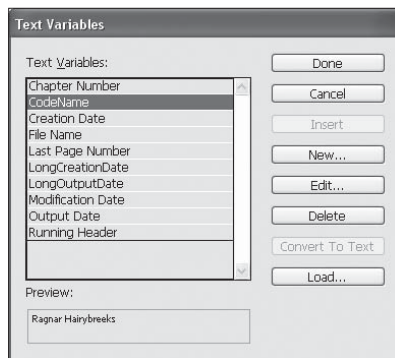 Text Variables
Text Variables:
Chapter Number
CodeName
Creation Date
File Name
Last Page Number
LongCreationDate
LongOutputDate
Modification Date
Output Date
Running Header
Preview:
Ragnar Hairybreeks
Done
Cancel
Insert
New...
Edit...
Delete
Convert To Text
Load...